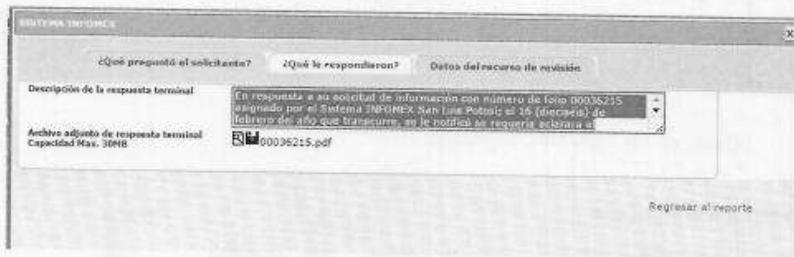 SISTEMA INFOMEX
X
¿Qué preguntó el solicitante? ¿Qué le respondieron? Datos del recurso de revisión
Descripción de la respuesta terminal
En respuesta a su solicitud de información con número de folio 00036215
asignado por el Sistema INFOMEX San Luis Potosí; el 16 (dieciséis) de
febrero del año que transcurre, se le notificó se requería aclarara el
Archivo adjunto de respuesta terminal
Capacidad Max. 30MB
00036215.pdf
Regresar al reporte